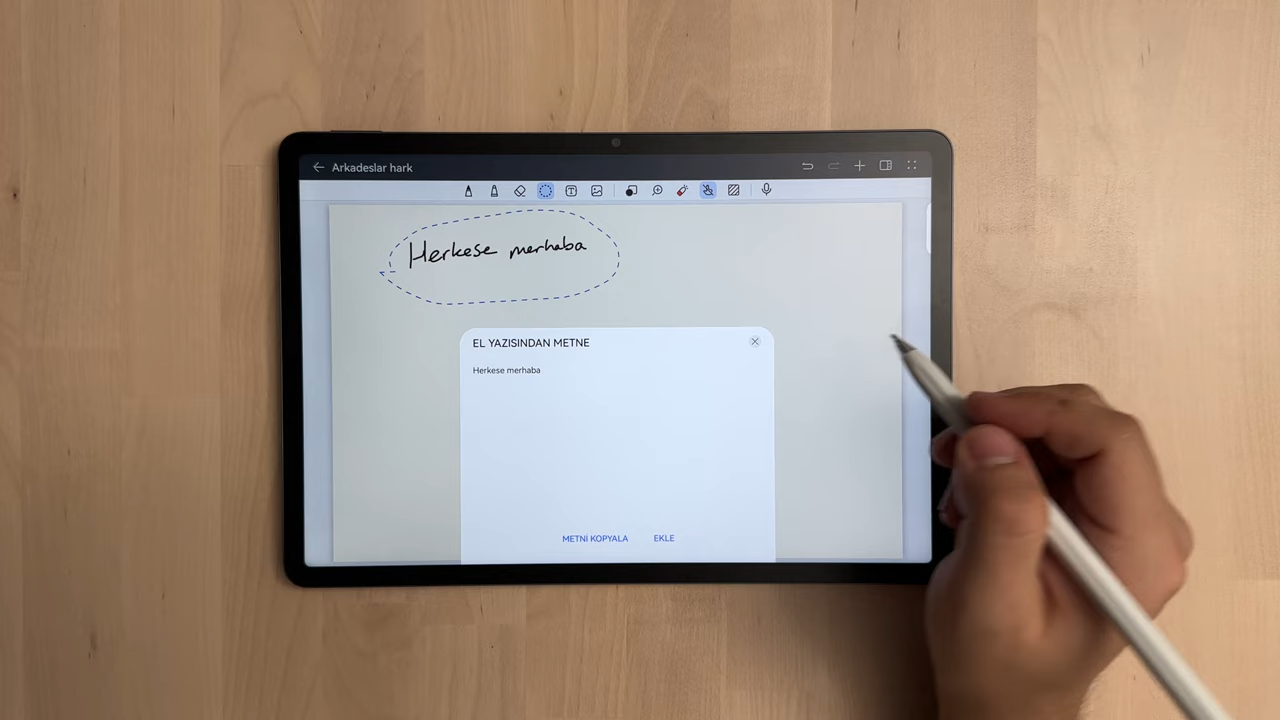 Arkadeslar hark
Herkese merhaba
EL YAZISINDAN METNE
Herkese merhaba
METNI KOPYALA EKLE